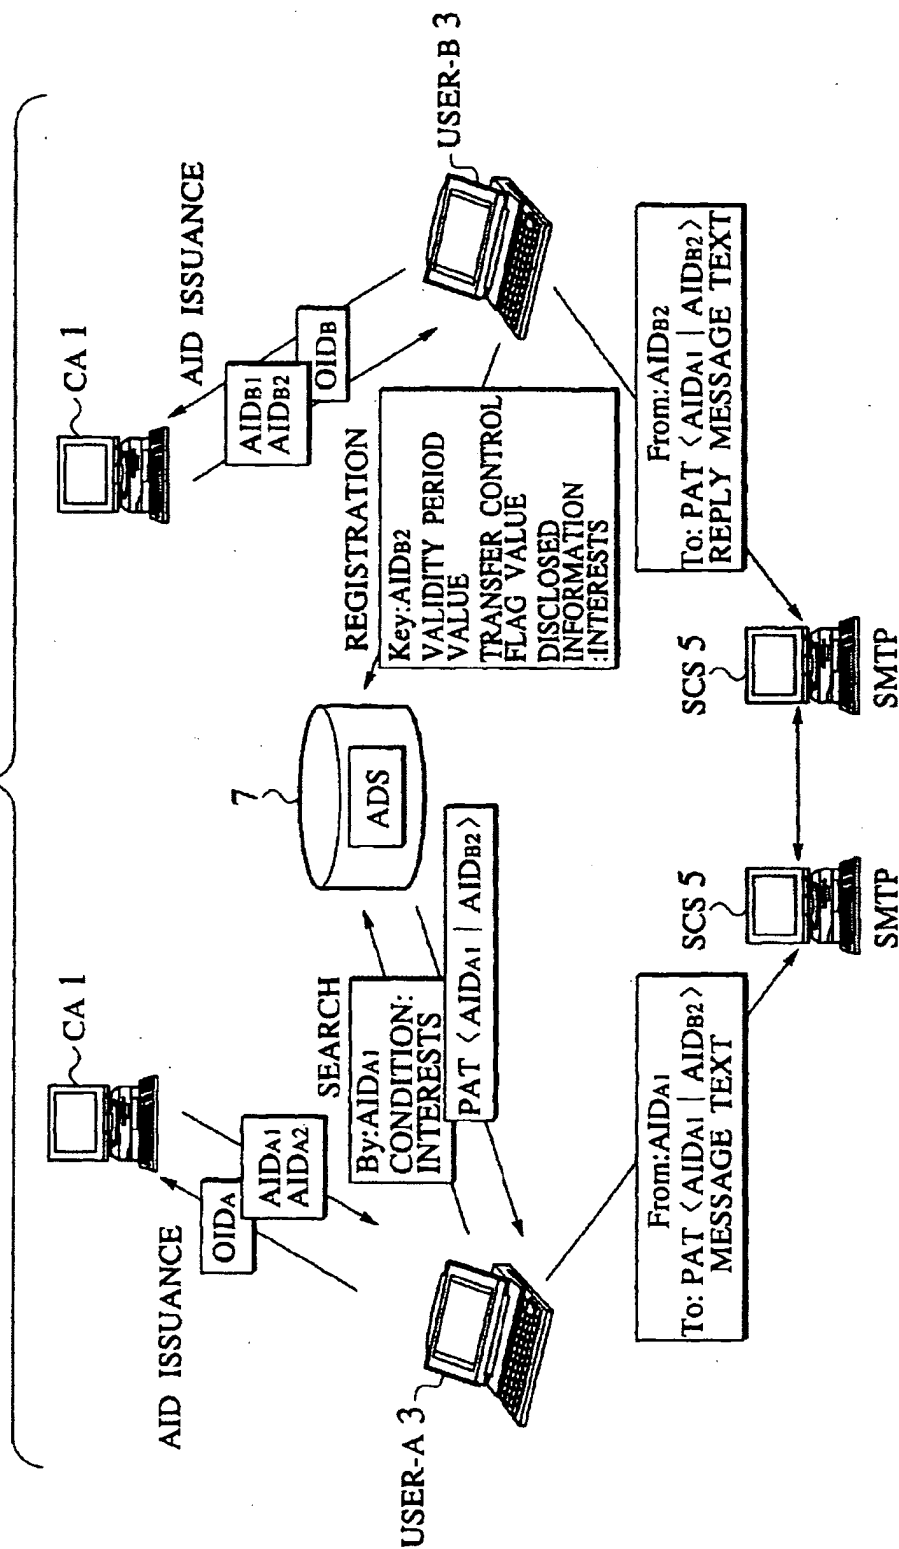 CA 1
AID ISSUANCE
OIDA
AIDA1
AIDA2
USER-A 3
SEARCH
By:AIDA1
CONDITION:
INTERESTS
PAT <AIDA1 | AIDB2>
7
ADS
CA 1
AID ISSUANCE
AIDB1
AIDB2
OIDB
USER-B 3
REGISTRATION
Key:AIDB2
VALIDITY PERIOD
VALUE
TRANSFER CONTROL
FLAG VALUE
DISCLOSED
INFORMATION
:INTERESTS
From:AIDA1
To: PAT <AIDA1 | AIDB2>
MESSAGE TEXT
SCS 5
SMTP
SCS 5
SMTP
From:AIDB2
To: PAT <AIDA1 | AIDB2>
REPLY MESSAGE TEXT